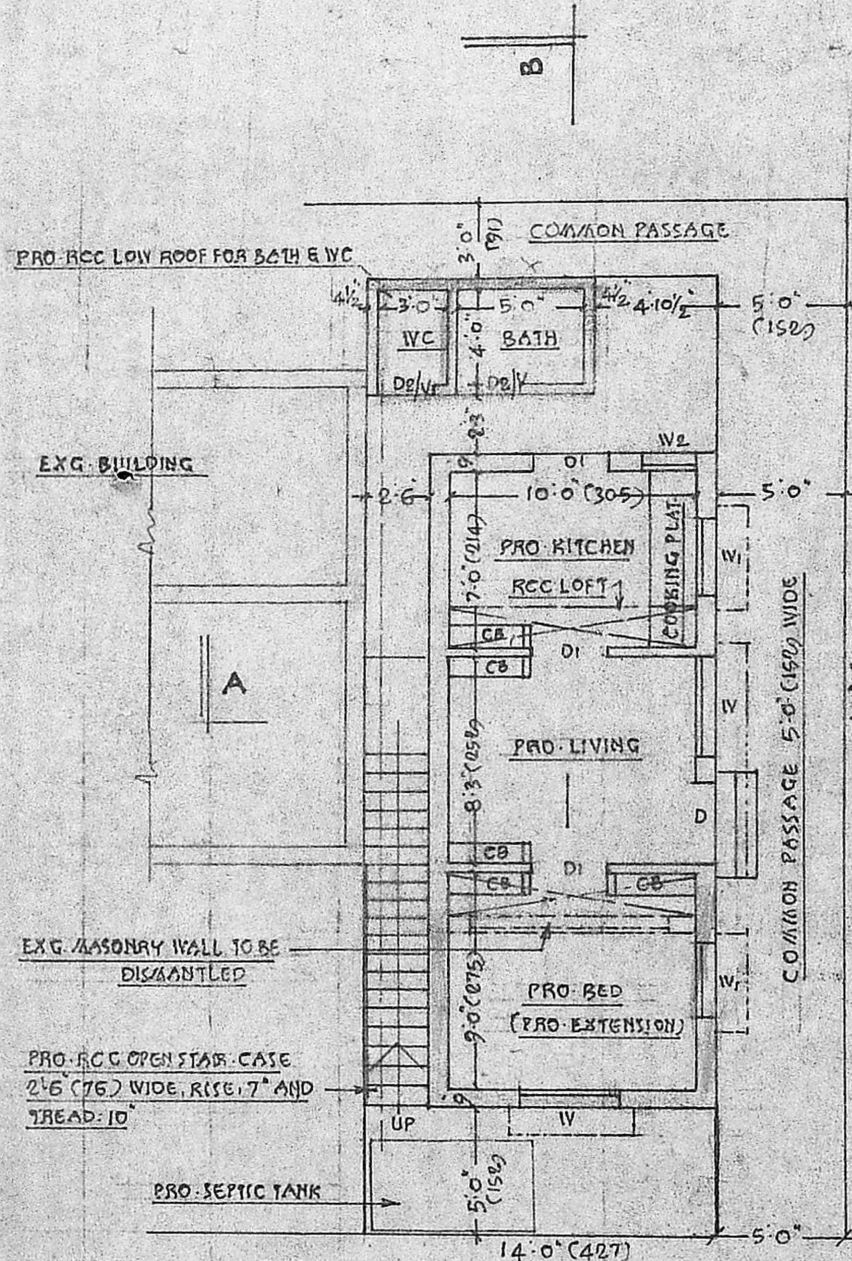 B
COMMON PASSAGE
3'0"
(91)
PRO-RCC LOW ROOF FOR BATH & WC
4½"
3'0"
5'0"
4½"
4'10½"
5'0"
(152)
WC
4'0"
BATH
D2/V
D2/V
2'3"
EXG. BUILDING
W2
9"
D1
2'6"
10'0" (305)
5'0"
PRO. KITCHEN
RCC LOFT
7'0" (214)
COOKING PLAT.
W1
CB
D1
CB
A
W
PRO. LIVING
8'3" (252)
COMMON PASSAGE 5'0" (152) WIDE
D
CB
D1
CB
CB
EXG. MASONRY WALL TO BE
DISMANTLED
W1
PRO. BED
(PRO. EXTENSION)
9'0" (275)
PRO. RCC OPEN STAIR-CASE
2'6" (76) WIDE, RISE: 7" AND
TREAD: 10"
9"
UP
W
PRO. SEPTIC TANK
5'0"
(152)
14'0" (427)
5'0"